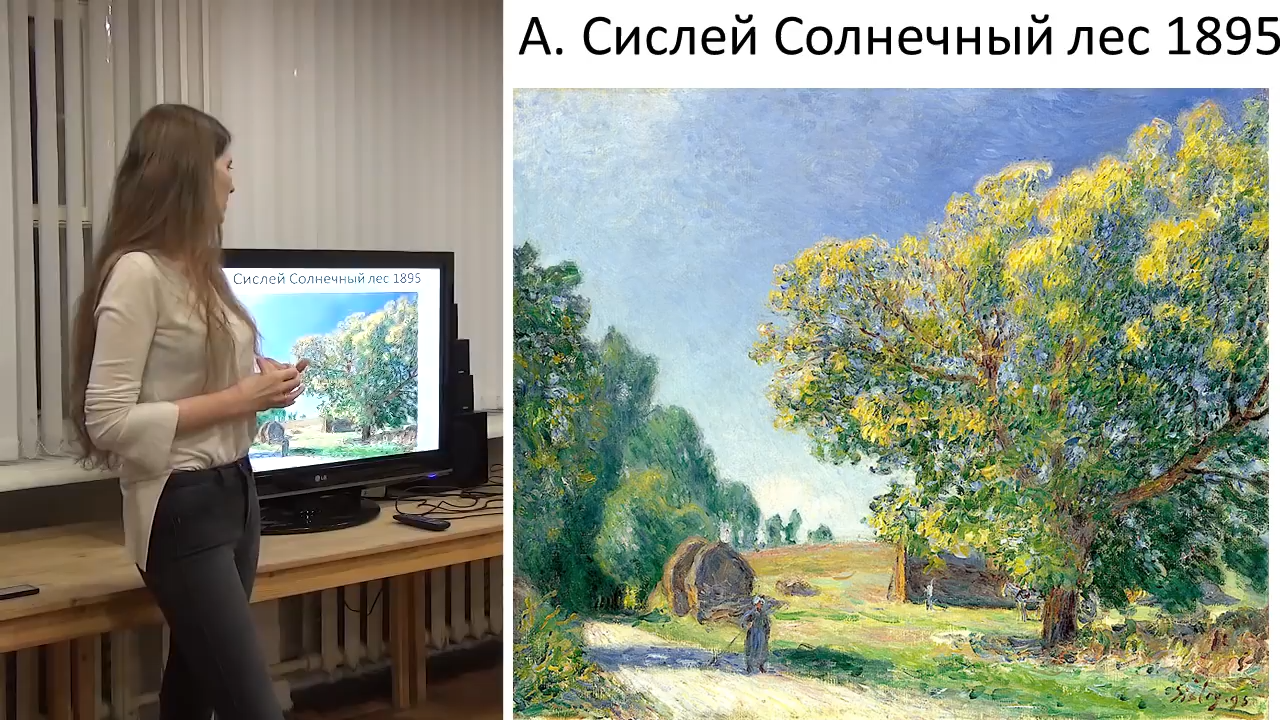 А. Сислей Солнечный лес 1895
Сислей Солнечный лес 1895
LG